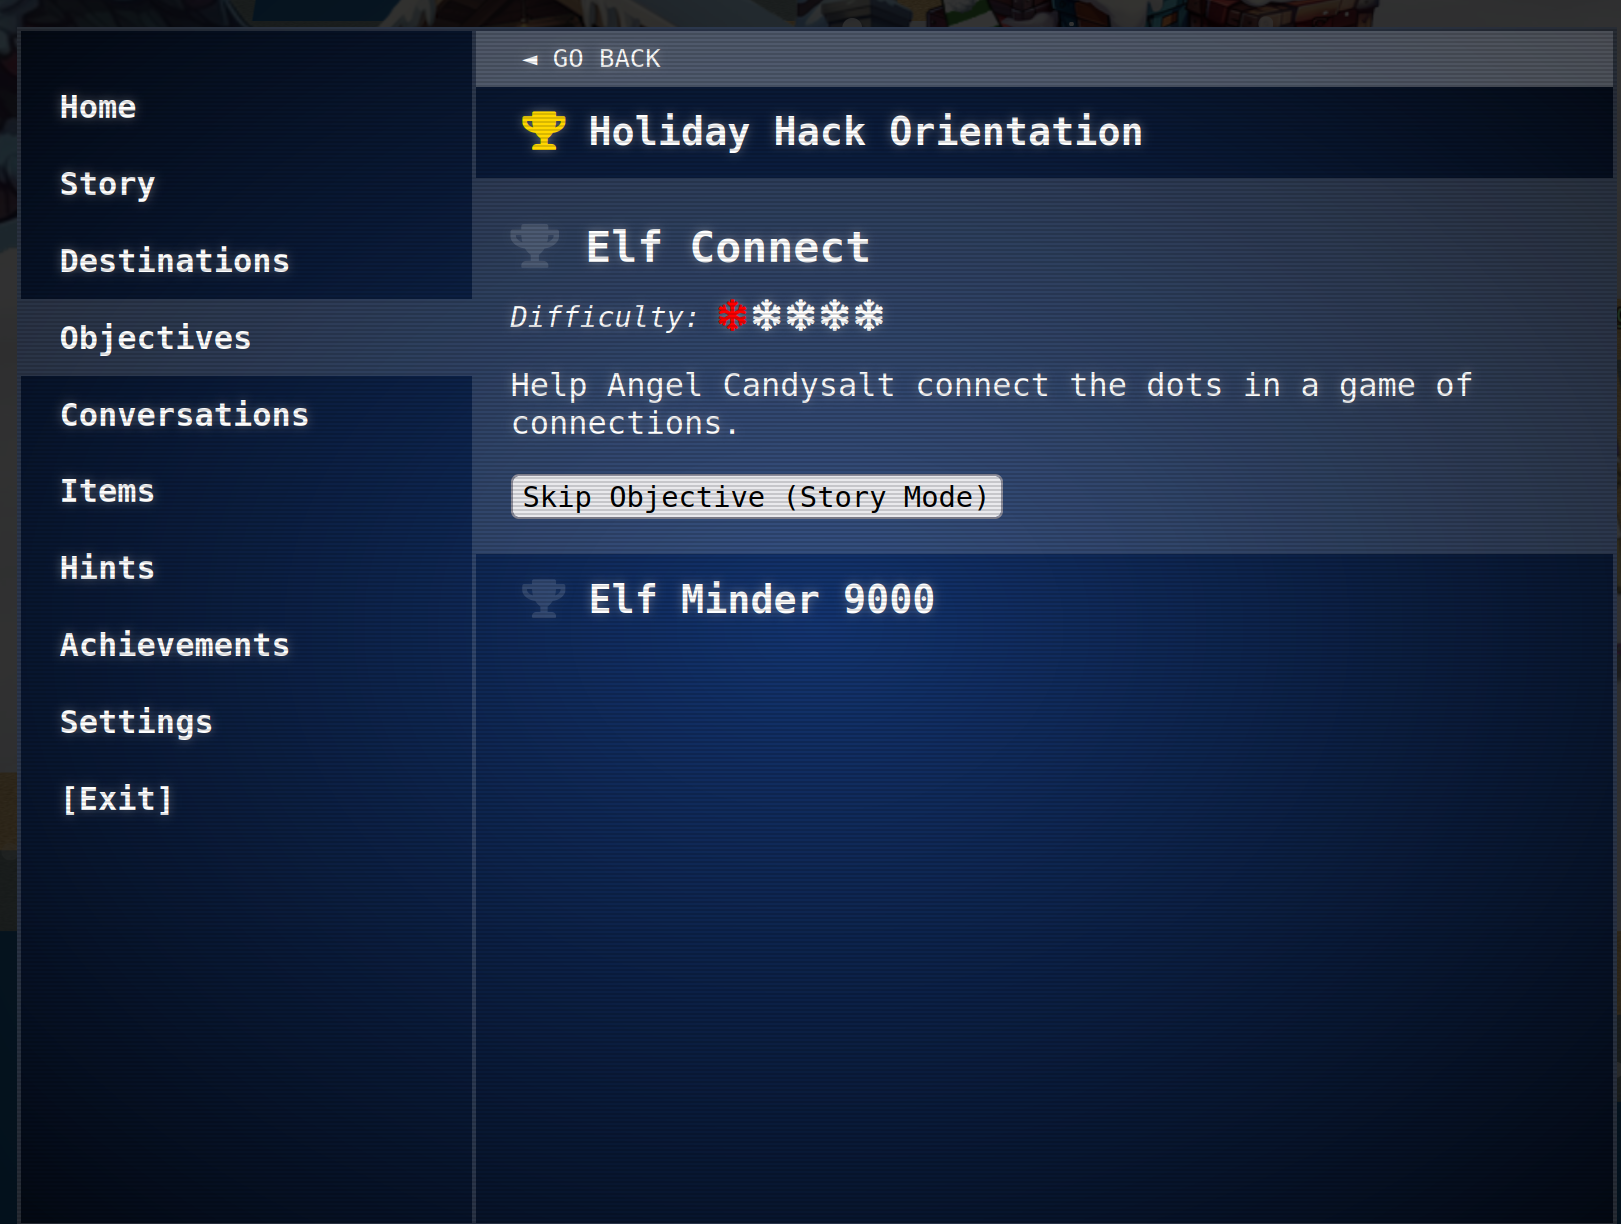 Home
Story
Destinations
Objectives
Conversations
Items
Hints
Achievements
Settings
[Exit]
◄ GO BACK
Holiday Hack Orientation
Elf Connect
Difficulty:
Help Angel Candysalt connect the dots in a game of
connections.
Skip Objective (Story Mode)
Elf Minder 9000